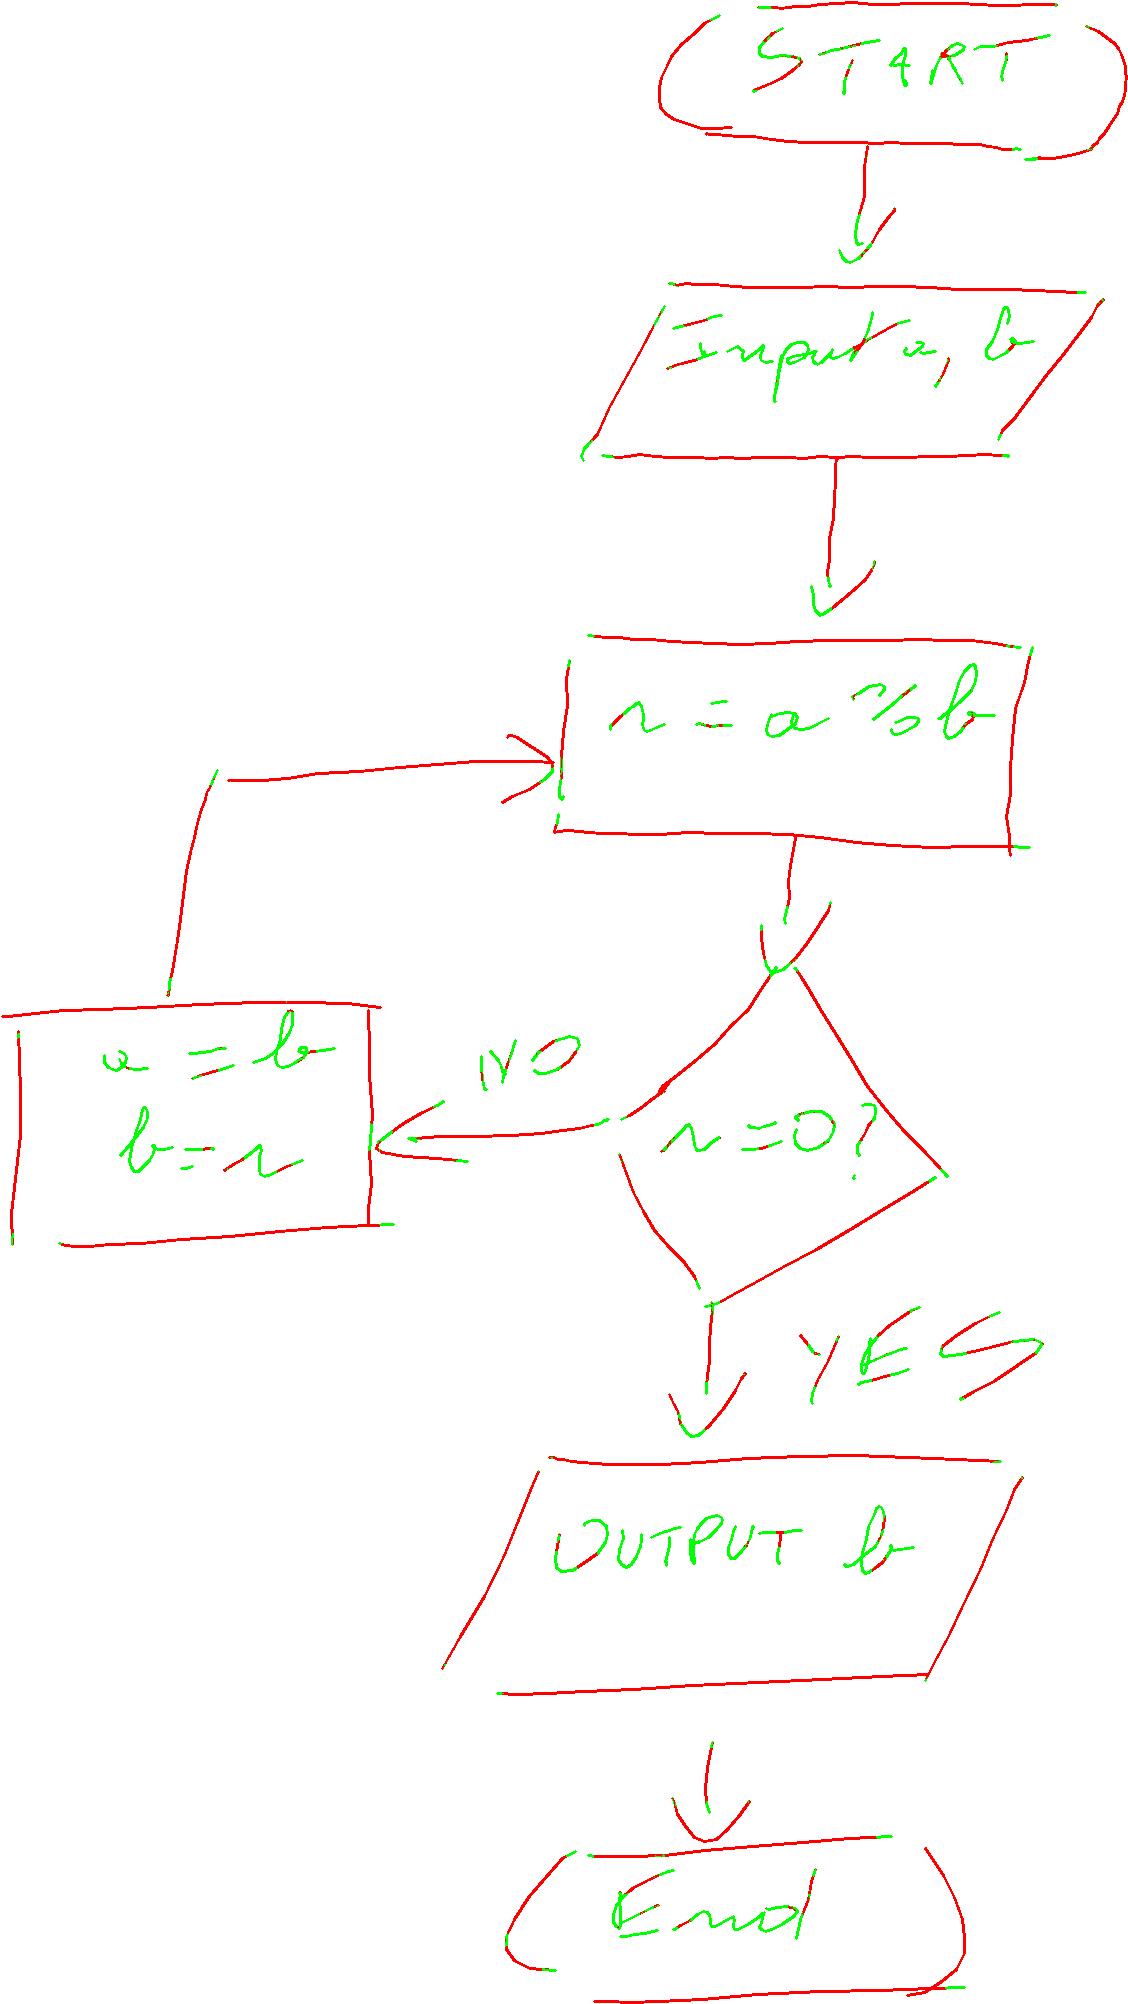 START
Input a, b
r = a % b
NO
a = b
b = r
r = 0?
YES
OUTPUT b
End